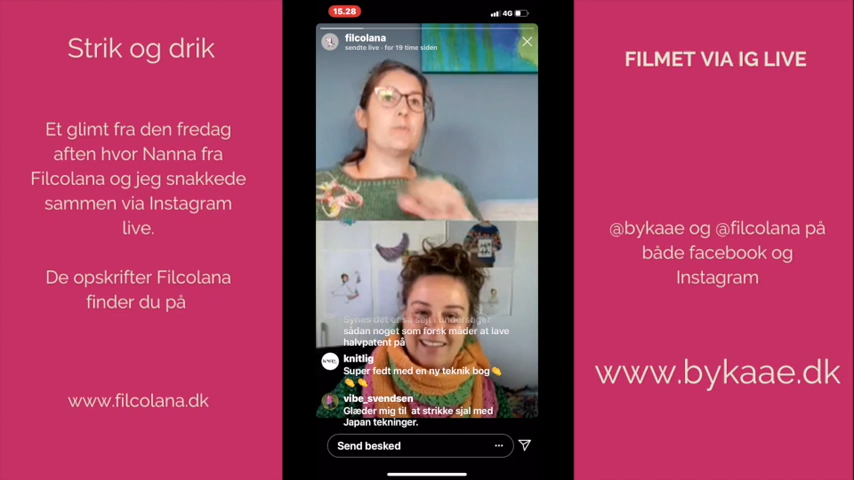 Strik og drik
Et glimt fra den fredag
aften hvor Nanna fra
Filcolana og jeg snakkede
sammen via Instagram
live.
De opskrifter Filcolana
finder du på
www.filcolana.dk
15.28
4G
filcolana
sendte live · for 19 time siden
sådan noget som forsk måder at lave
halvpatent på
knitlig
Super fedt med en ny teknik bog
vibe_svendsen
Glæder mig til at strikke sjal med
Japan tekninger.
Send besked
FILMET VIA IG LIVE
@bykaae og @filcolana på
både facebook og
Instagram
www.bykaae.dk